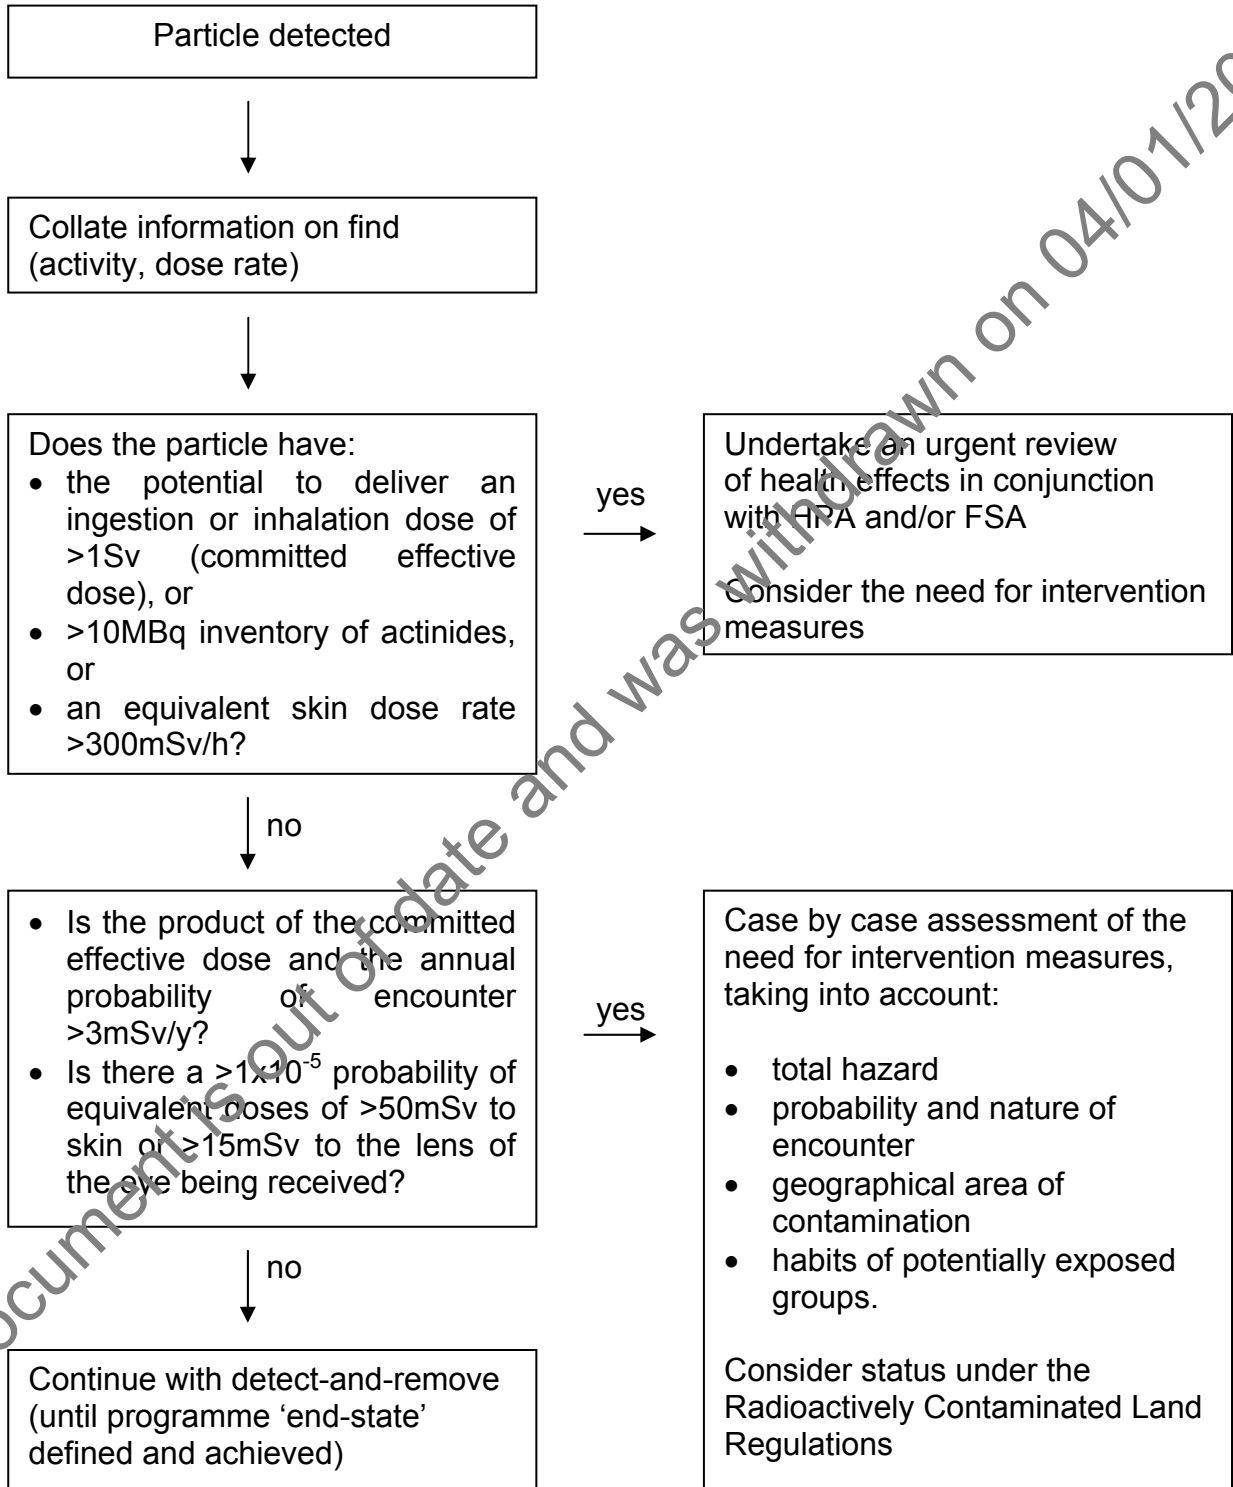 Particle detected
Collate information on find
(activity, dose rate)
Does the particle have:
• the potential to deliver an
ingestion or inhalation dose of
>1Sv (committed effective
dose), or
• >10MBq inventory of actinides,
or
• an equivalent skin dose rate
>300mSv/h?
yes
Undertake an urgent review
of health effects in conjunction
with HPA and/or FSA
Consider the need for intervention
measures
no
• Is the product of the committed
effective dose and the annual
probability of encounter
>3mSv/y?
• Is there a >1x10⁻⁵ probability of
equivalent doses of >50mSv to
skin or >15mSv to the lens of
the eye being received?
yes
Case by case assessment of the
need for intervention measures,
taking into account:
• total hazard
• probability and nature of
encounter
• geographical area of
contamination
• habits of potentially exposed
groups.
Consider status under the
Radioactively Contaminated Land
Regulations
no
Continue with detect-and-remove
(until programme ‘end-state’
defined and achieved)
is out of date and was withdrawn on